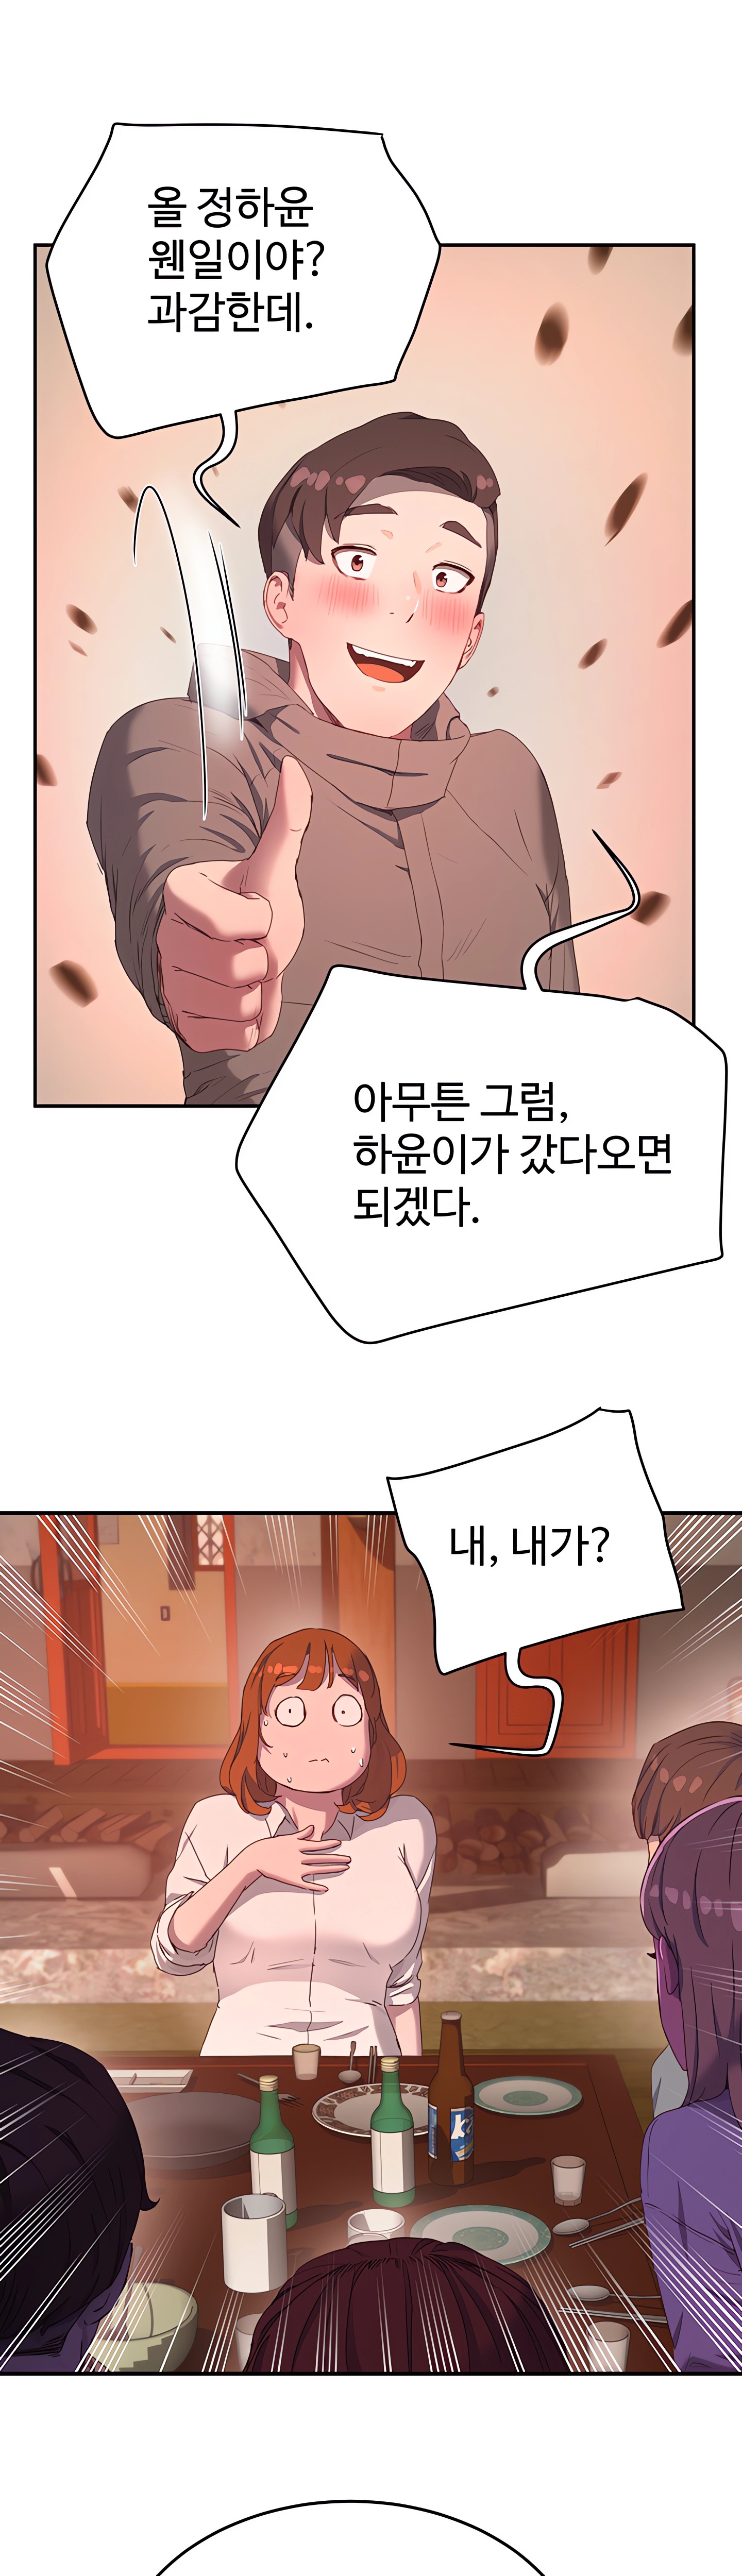 올 정하윤
웬일이야?
과감한데.
아무튼 그럼,
하윤이가 갔다오면
되겠다.
내, 내가?